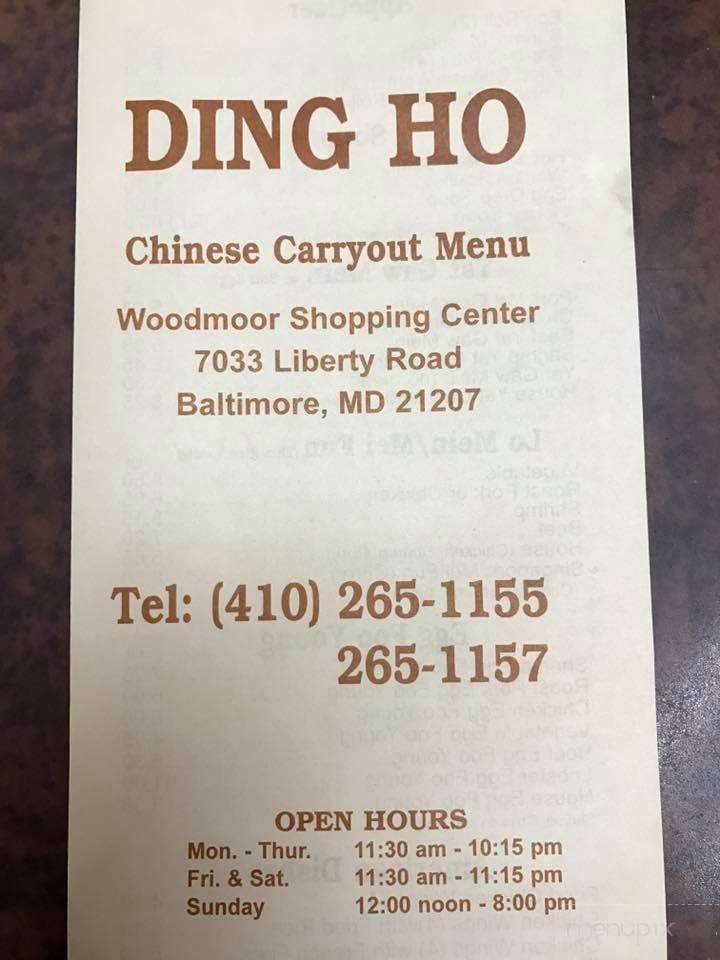 DING HO
Chinese Carryout Menu
Woodmoor Shopping Center
7033 Liberty Road
Baltimore, MD 21207
Tel: (410) 265-1155
265-1157
OPEN HOURS
Mon. - Thur. 11:30 am - 10:15 pm
Fri. & Sat. 11:30 am - 11:15 pm
Sunday 12:00 noon - 8:00 pm
menupix